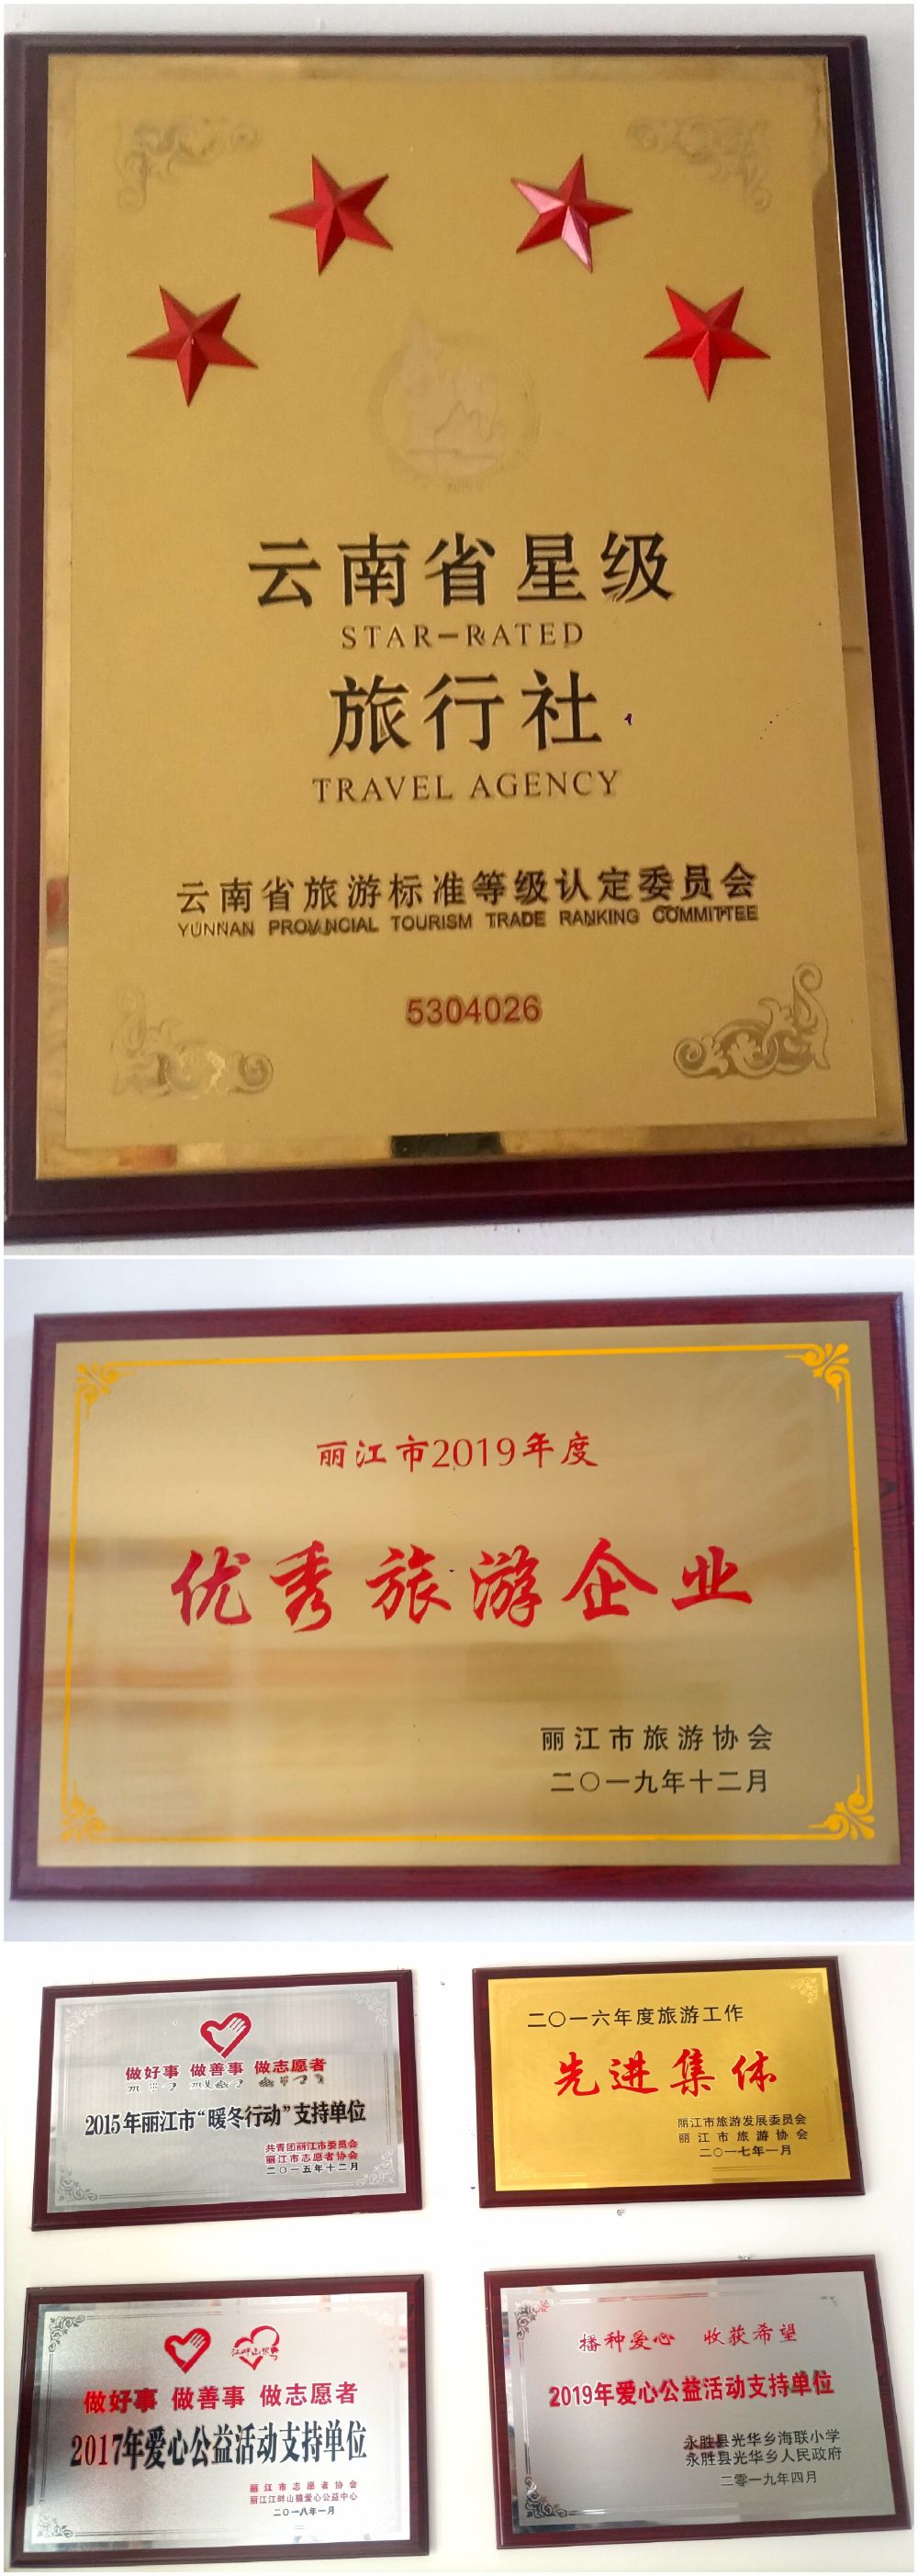 云南省星级
STAR-RATED
旅行社
TRAVEL AGENCY
云南省旅游标准等级认定委员会
YUNNAN PROVINCIAL TOURISM TRADE RANKING COMMITTEE
5304026
丽江市2019年度
优秀旅游企业
丽江市旅游协会
二〇一九年十二月
做好事 做善事 做志愿者
2015年丽江市“暖冬行动”支持单位
共青团丽江市委员会
丽江市志愿者协会
二〇一五年十二月
二〇一六年度旅游工作
先进集体
丽江市旅游发展委员会
丽江市旅游协会
二〇一七年一月
做好事 做善事 做志愿者
2017年爱心公益活动支持单位
丽江市志愿者协会
丽江江畔山猿爱心公益中心
二〇一八年一月
播种爱心 收获希望
2019年爱心公益活动支持单位
永胜县光华乡海联小学
永胜县光华乡人民政府
二零一九年四月